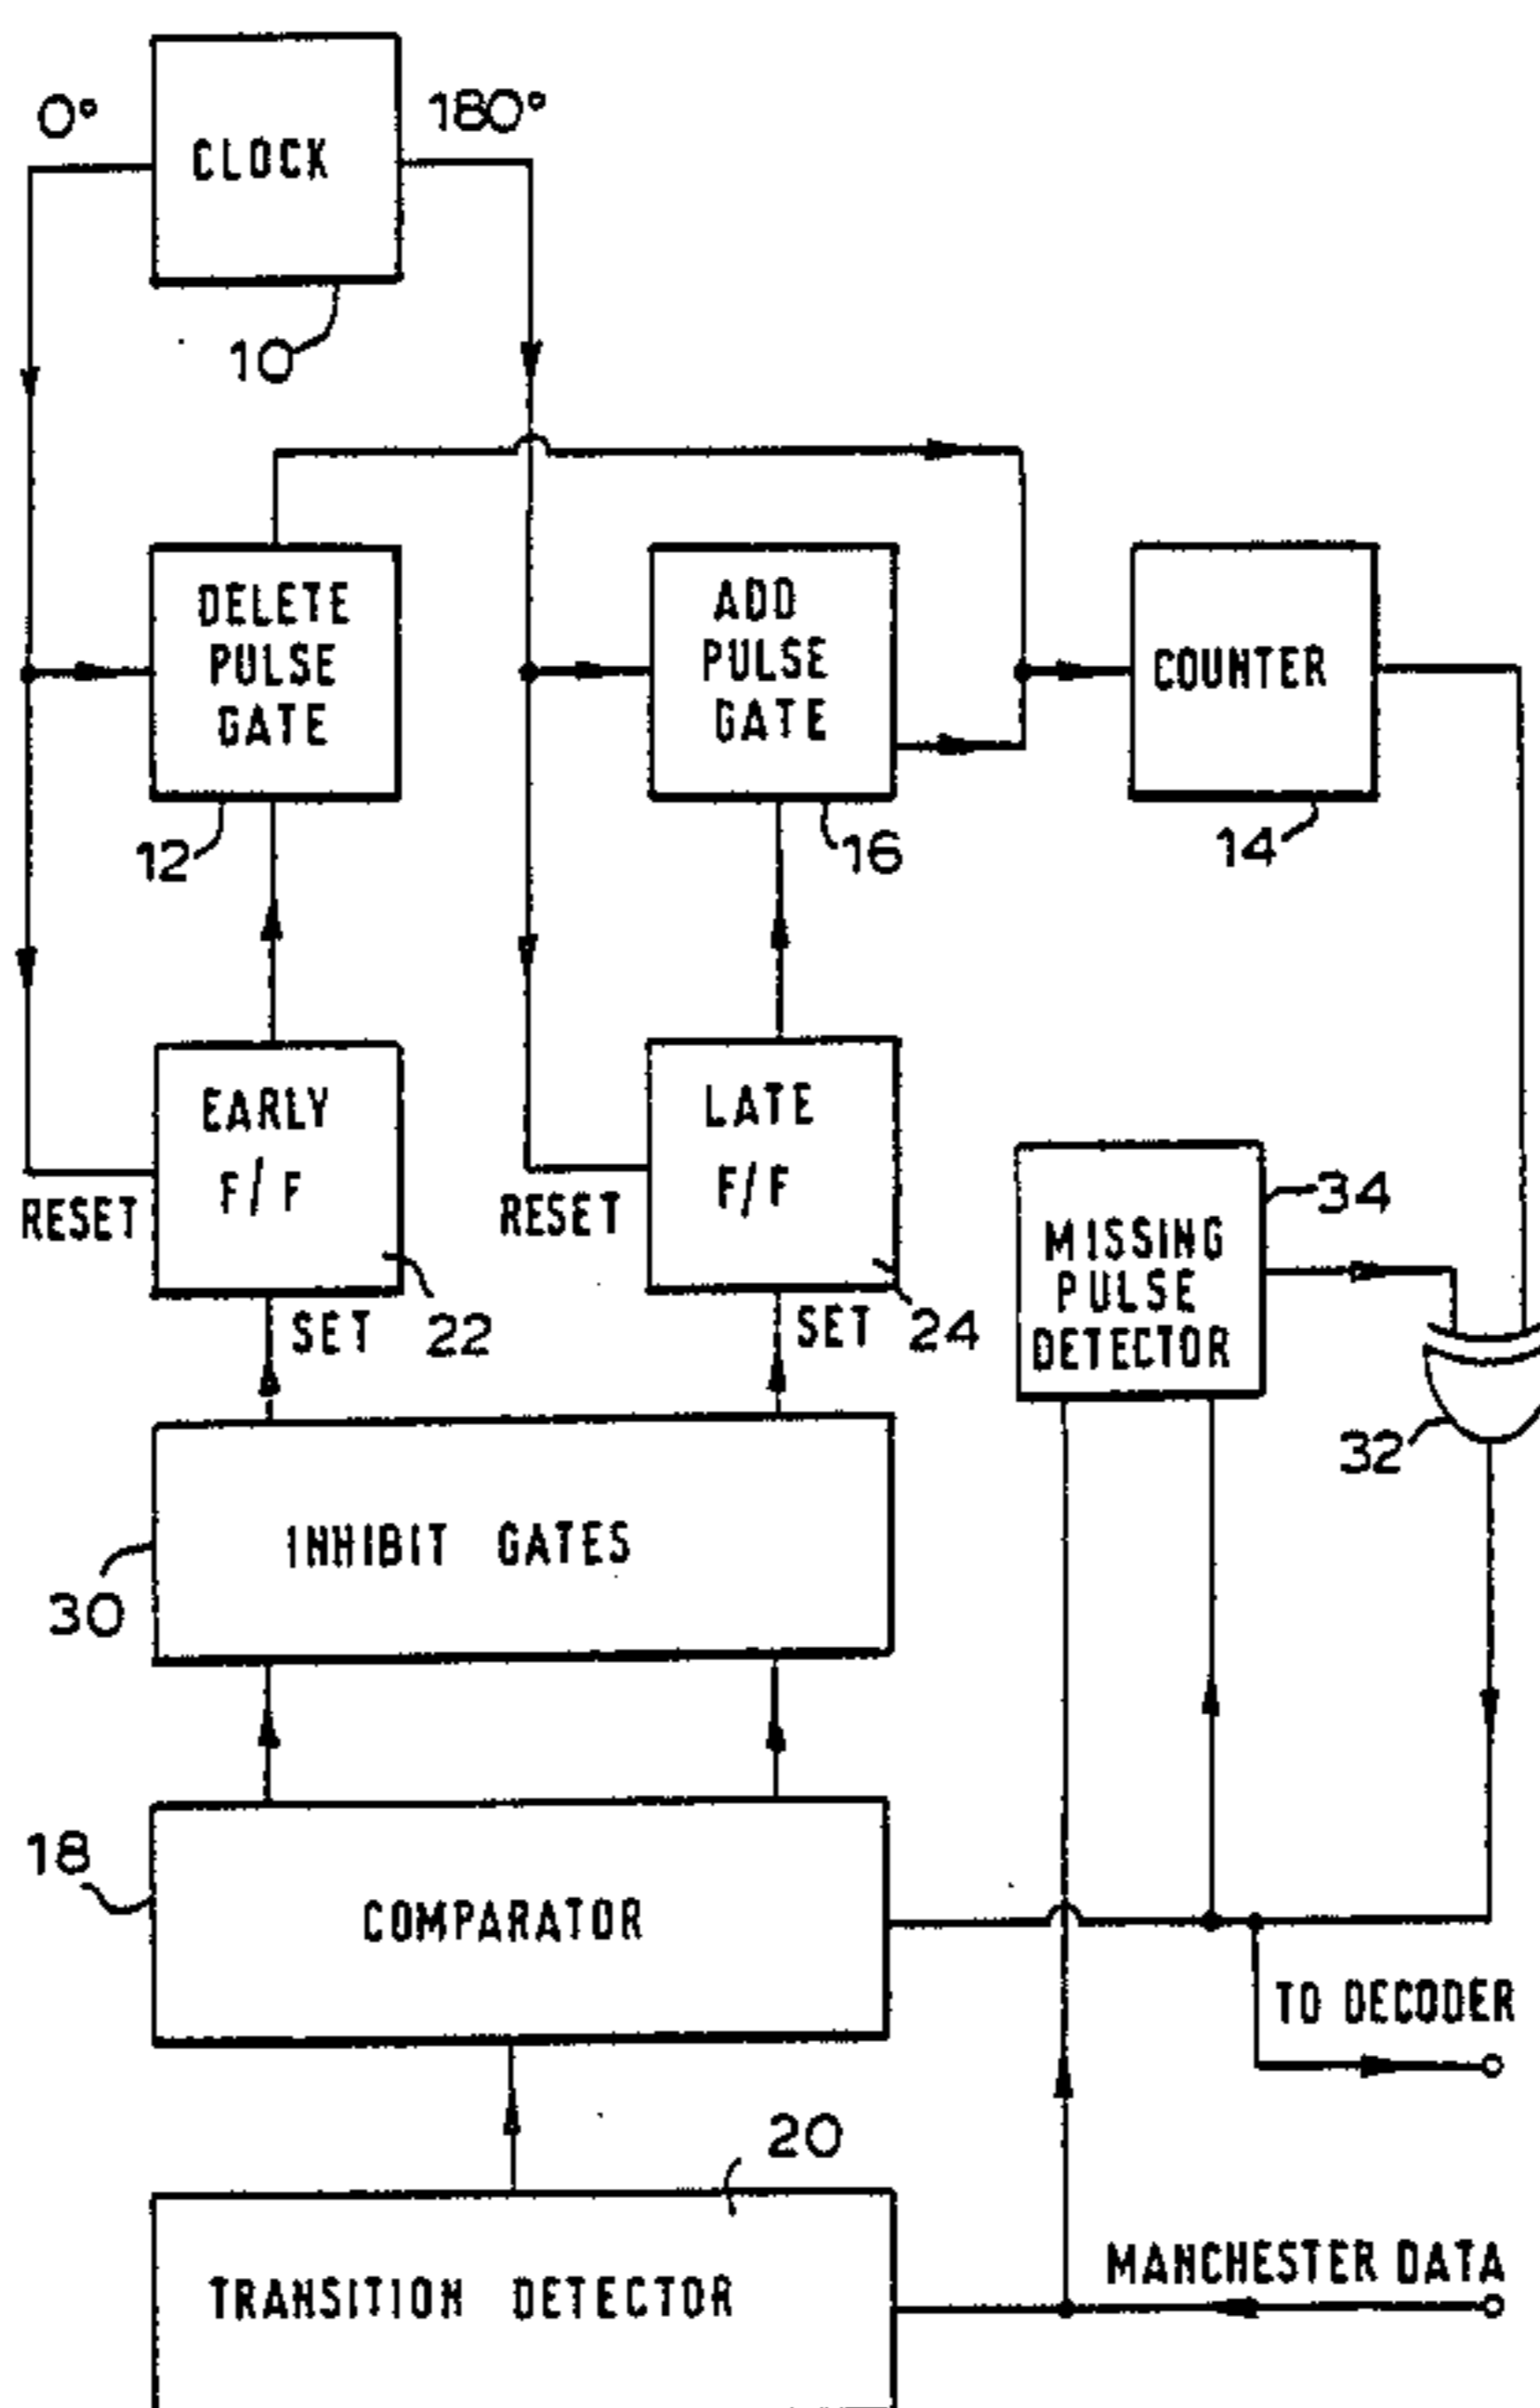 0°
CLOCK
180°
10
DELETE
PULSE
GATE
12
ADD
PULSE
GATE
16
COUNTER
14
EARLY
F/F
RESET
SET
22
LATE
F/F
RESET
SET
24
MISSING
PULSE
DETECTOR
34
32
INHIBIT GATES
30
18
COMPARATOR
TO DECODER
20
TRANSITION DETECTOR
MANCHESTER DATA